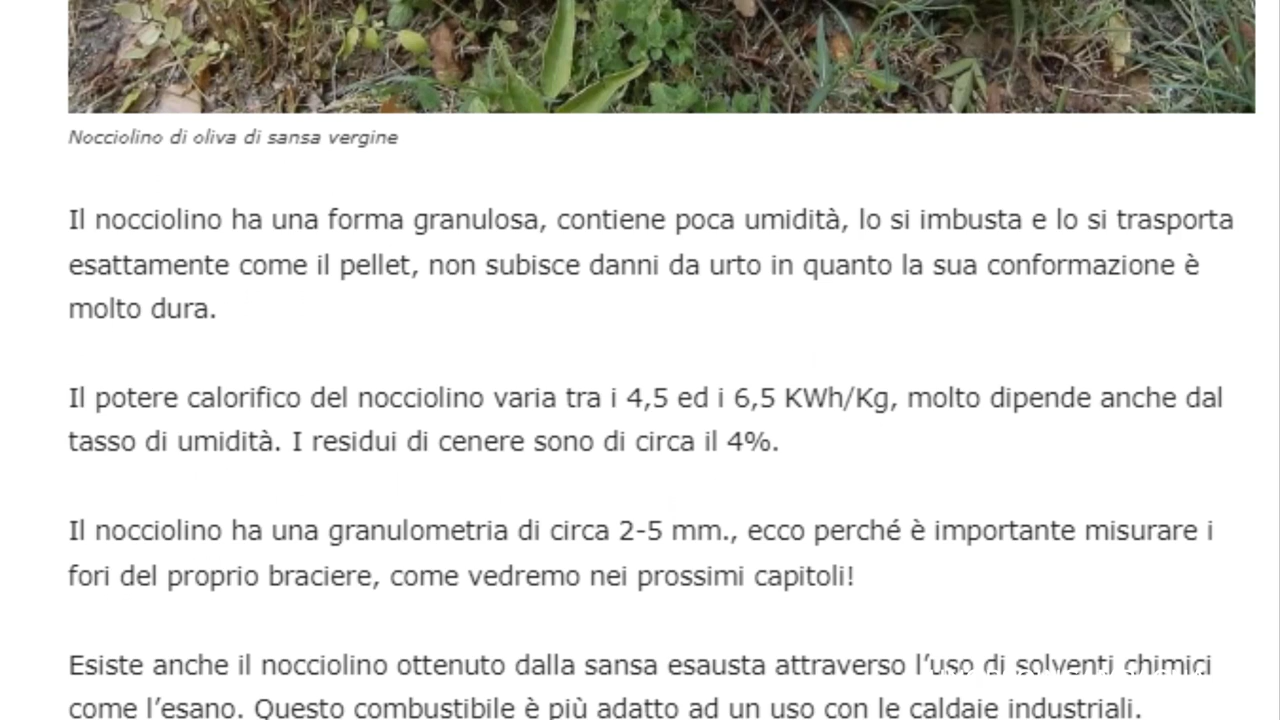 Nocciolino di oliva di sansa vergine
Il nocciolino ha una forma granulosa, contiene poca umidità, lo si imbusta e lo si trasporta
esattamente come il pellet, non subisce danni da urto in quanto la sua conformazione è
molto dura.
Il potere calorifico del nocciolino varia tra i 4,5 ed i 6,5 KWh/Kg, molto dipende anche dal
tasso di umidità. I residui di cenere sono di circa il 4%.
Il nocciolino ha una granulometria di circa 2-5 mm., ecco perché è importante misurare i
fori del proprio braciere, come vedremo nei prossimi capitoli!
Esiste anche il nocciolino ottenuto dalla sansa esausta attraverso l’uso di solventi chimici
come l’esano. Questo combustibile è più adatto ad un uso con le caldaie industriali.